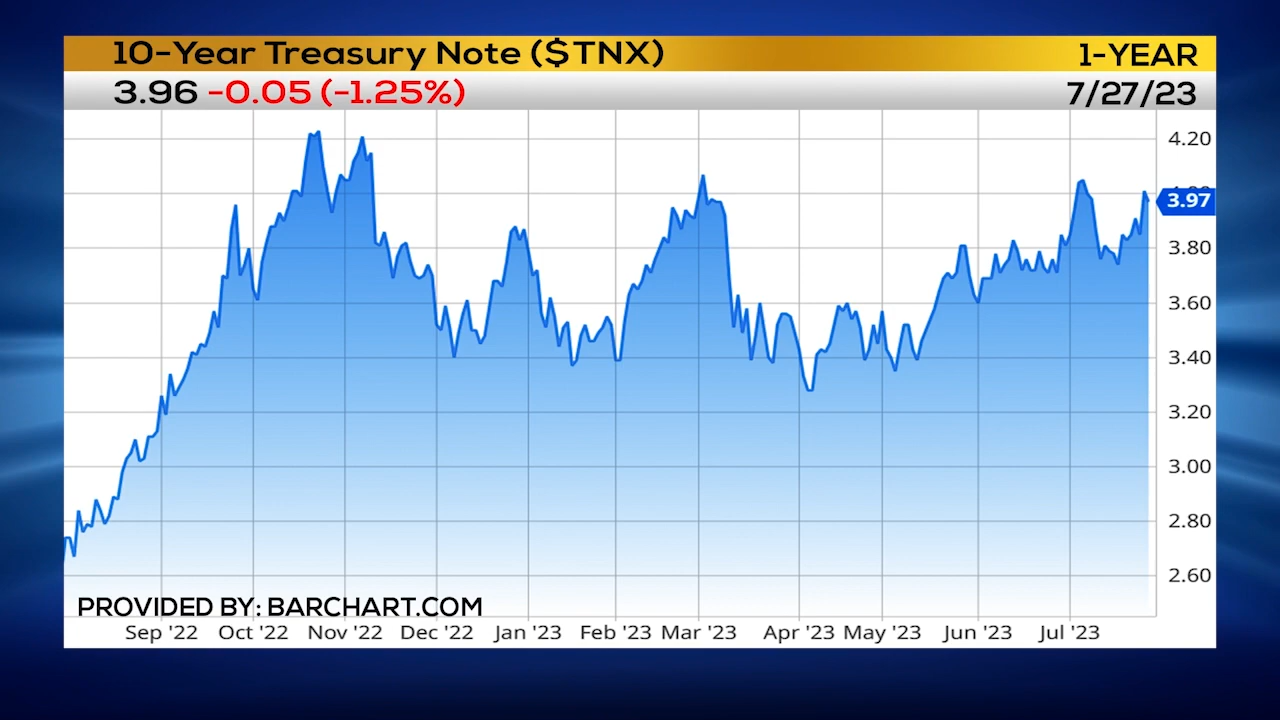 10-Year Treasury Note ($TNX) 1-YEAR
3.96 -0.05 (-1.25%) 7/27/23
4.20
3.97
3.80
3.60
3.40
3.20
3.00
2.80
2.60
PROVIDED BY: BARCHART.COM
Sep '22 Oct '22 Nov '22 Dec '22 Jan '23 Feb '23 Mar '23 Apr '23 May '23 Jun '23 Jul '23